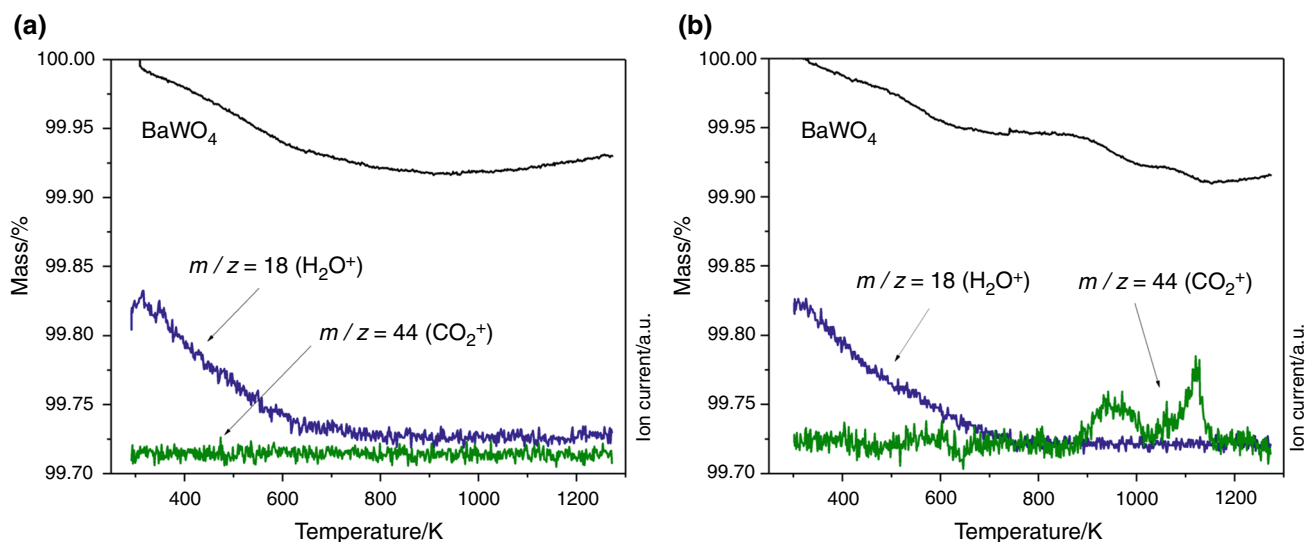 (a)
100.00
99.95
99.90
99.85
99.80
99.75
99.70
Mass/%
BaWO₄
m / z = 18 (H₂O⁺)
m / z = 44 (CO₂⁺)
Ion current/a.u.
400 600 800 1000 1200
Temperature/K
(b)
100.00
99.95
99.90
99.85
99.80
99.75
99.70
Mass/%
BaWO₄
m / z = 18 (H₂O⁺)
m / z = 44 (CO₂⁺)
Ion current/a.u.
400 600 800 1000 1200
Temperature/K